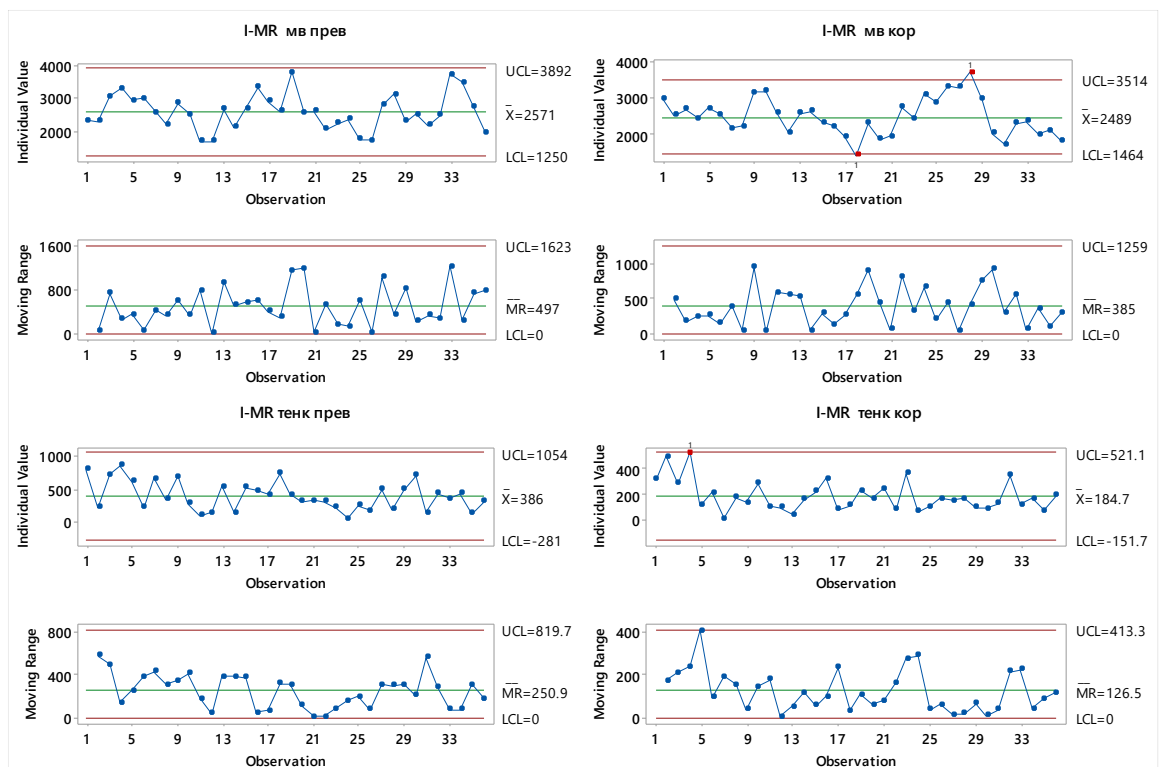 I-MR мв прев
Individual Value
4000
3000
2000
UCL=3892
X̄=2571
LCL=1250
1 5 9 13 17 21 25 29 33
Observation
Moving Range
1600
800
0
UCL=1623
M̄R̄=497
LCL=0
1 5 9 13 17 21 25 29 33
Observation
I-MR мв кор
Individual Value
4000
3000
2000
1
1
UCL=3514
X̄=2489
LCL=1464
1 5 9 13 17 21 25 29 33
Observation
Moving Range
1000
500
0
UCL=1259
M̄R̄=385
LCL=0
1 5 9 13 17 21 25 29 33
Observation
I-MR тенк прев
Individual Value
1000
500
0
UCL=1054
X̄=386
LCL=-281
1 5 9 13 17 21 25 29 33
Observation
Moving Range
800
400
0
UCL=819.7
M̄R̄=250.9
LCL=0
1 5 9 13 17 21 25 29 33
Observation
I-MR тенк кор
Individual Value
400
200
0
1
UCL=521.1
X̄=184.7
LCL=-151.7
1 5 9 13 17 21 25 29 33
Observation
Moving Range
400
200
0
UCL=413.3
M̄R̄=126.5
LCL=0
1 5 9 13 17 21 25 29 33
Observation